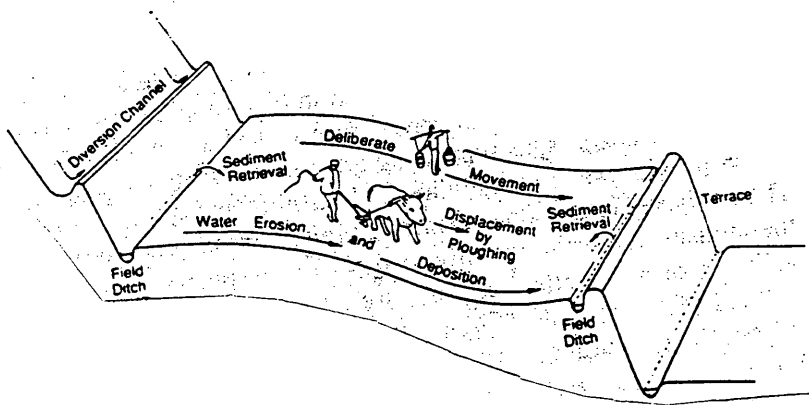 Diversion Channel
Sediment
Retrieval
Deliberate
Movement
Water Erosion
and
Deposition
Displacement
by
Ploughing
Sediment
Retrieval
Terrace
Field
Ditch
Field
Ditch